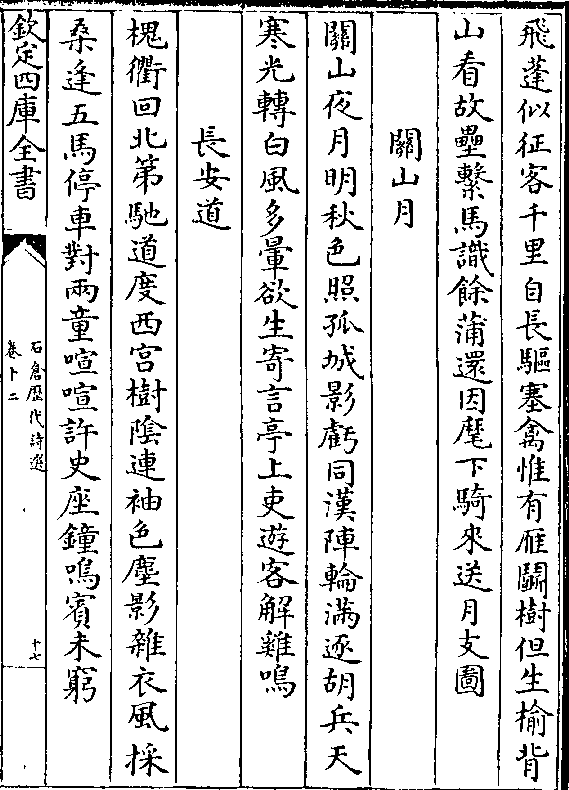 飛蓬似征客千里自長驅塞禽惟有雁關樹但生榆背
山看故壘繫馬識餘蒲還因麾下騎來送月支圖
關山月
關山夜月明秋色照孤城影虧同漢陣輪滿逐胡兵天
寒光轉白風多暈欲生寄言亭上吏遊客解雞鳴
長安道
槐衢回北第馳道度西宮樹陰連袖色塵影雜衣風採
桑逢五馬停車對兩童喧喧許史座鐘鳴賓未窮
欽定四庫全書
石倉歷代詩選
卷十二
十七